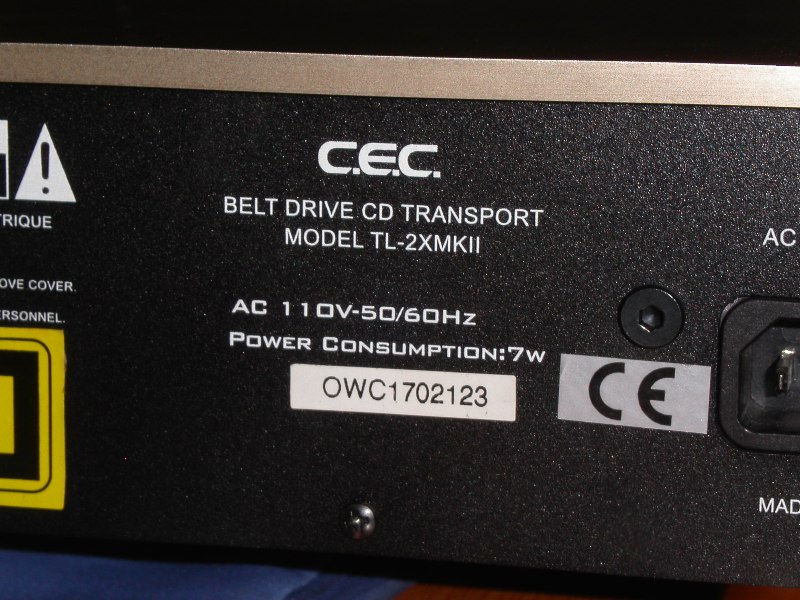 C.E.C.
BELT DRIVE CD TRANSPORT
MODEL TL-2XMKII
TRIQUE
AC
OVE COVER.
PERSONNEL.
AC 110V-50/60Hz
POWER CONSUMPTION:7W
OWC1702123
CE
MAD